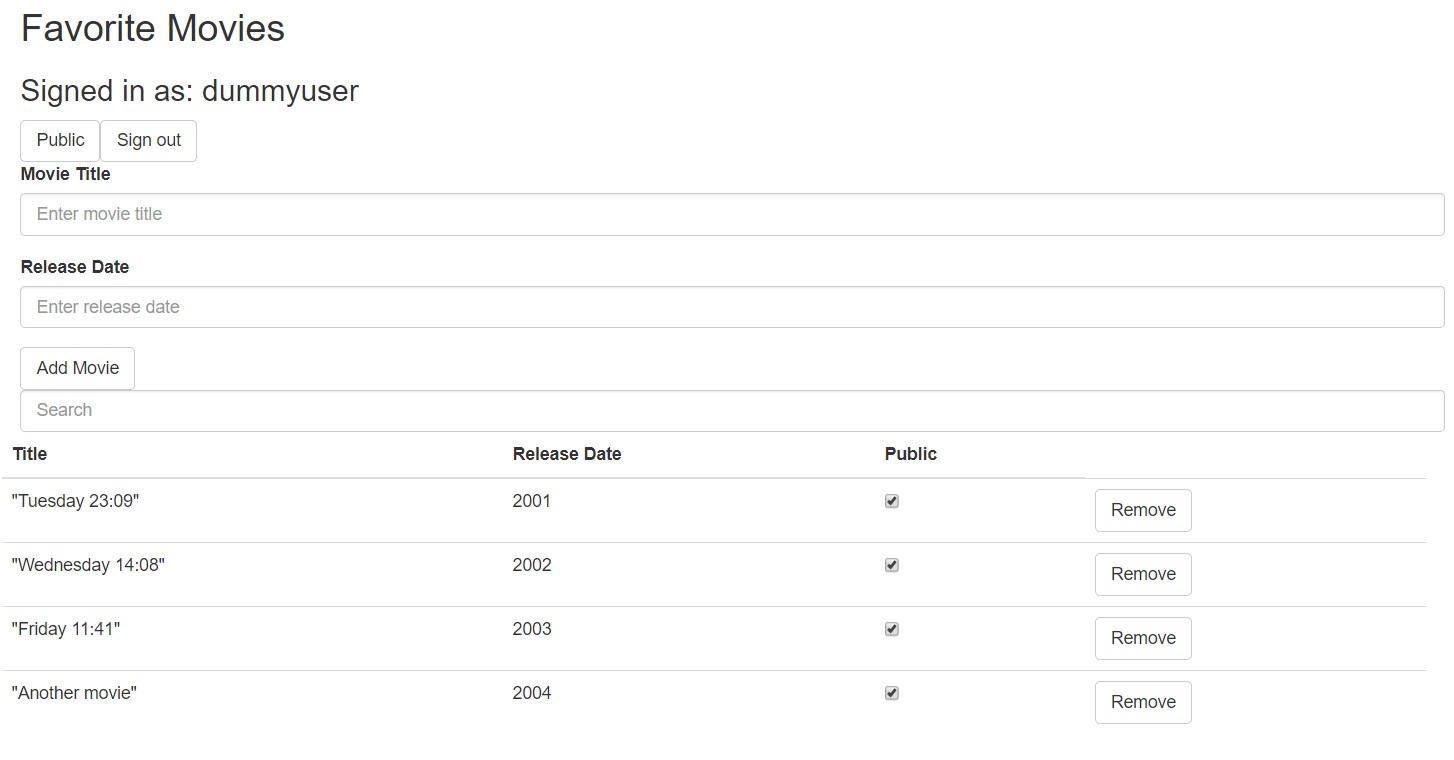 Favorite Movies
Signed in as: dummyuser
Public Sign out
Movie Title
Enter movie title
Release Date
Enter release date
Add Movie
Search
Title Release Date Public
"Tuesday 23:09" 2001 Remove
"Wednesday 14:08" 2002 Remove
"Friday 11:41" 2003 Remove
"Another movie" 2004 Remove